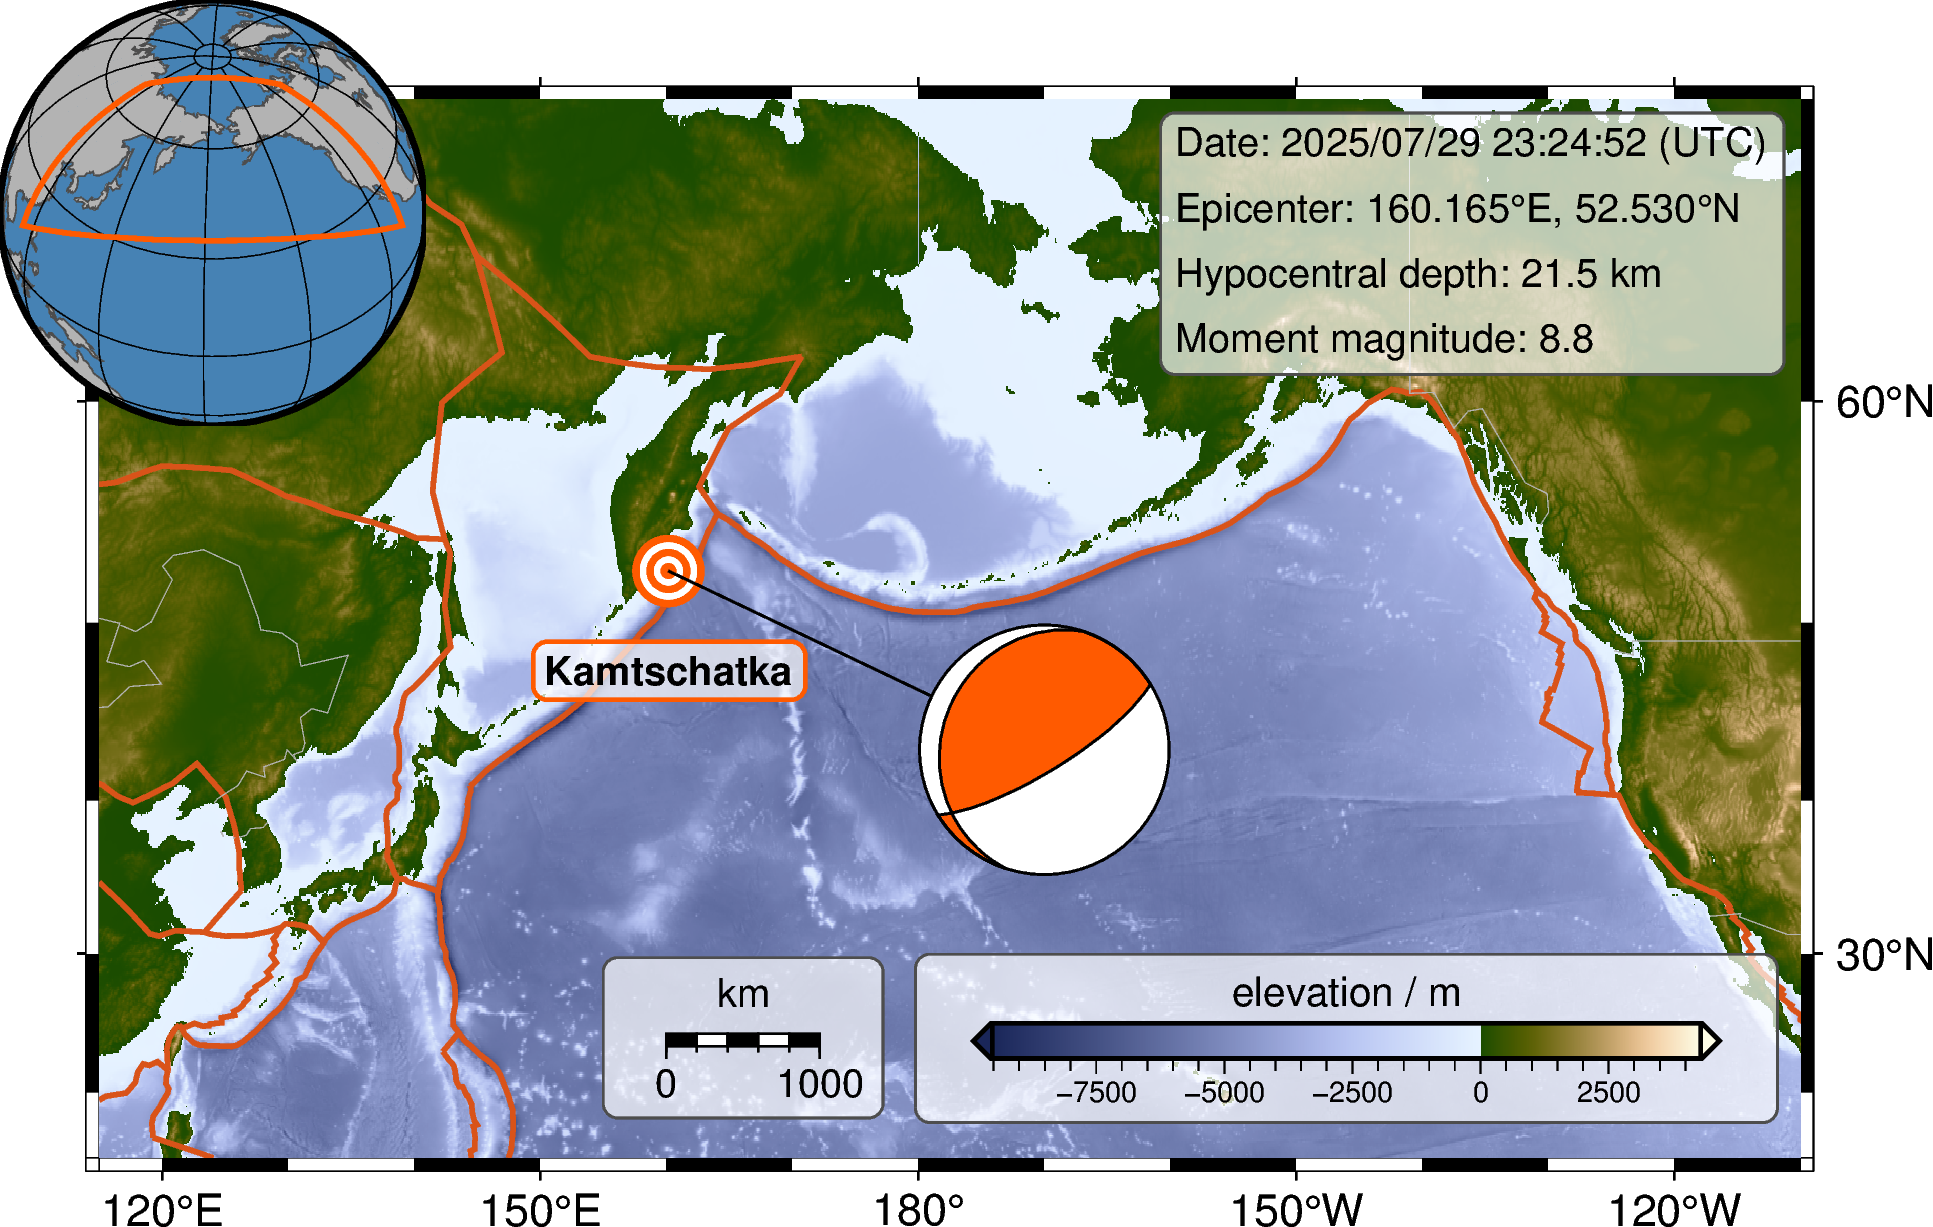 Date: 2025/07/29 23:24:52 (UTC)
Epicenter: 160.165°E, 52.530°N
Hypocentral depth: 21.5 km
Moment magnitude: 8.8
60°N
Kamtschatka
30°N
km
0 1000
elevation / m
−7500 −5000 −2500 0 2500
120°E 150°E 180° 150°W 120°W